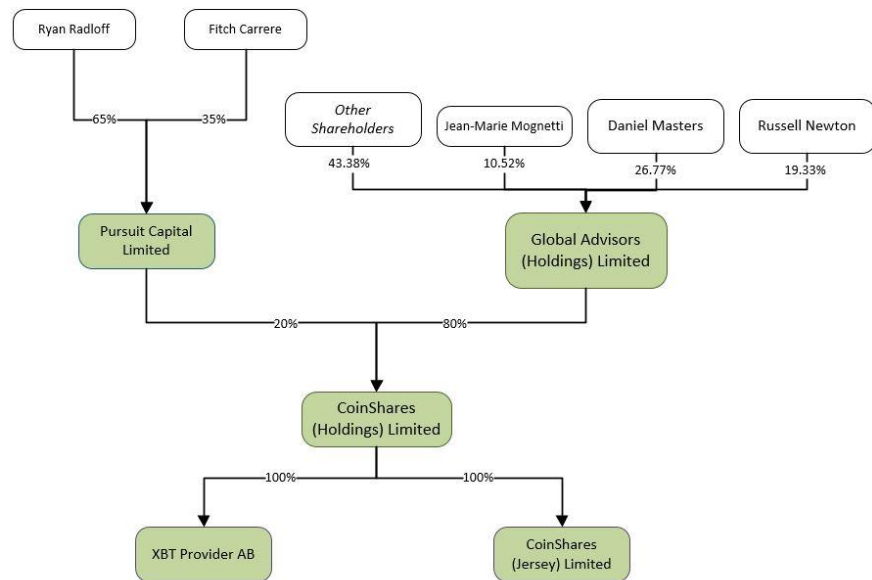 Ryan Radloff
Fitch Carrere
65%
35%
Other
Shareholders
Jean-Marie Mognetti
Daniel Masters
Russell Newton
43.38%
10.52%
26.77%
19.33%
Pursuit Capital
Limited
Global Advisors
(Holdings) Limited
20%
80%
CoinShares
(Holdings) Limited
100%
100%
XBT Provider AB
CoinShares
(Jersey) Limited